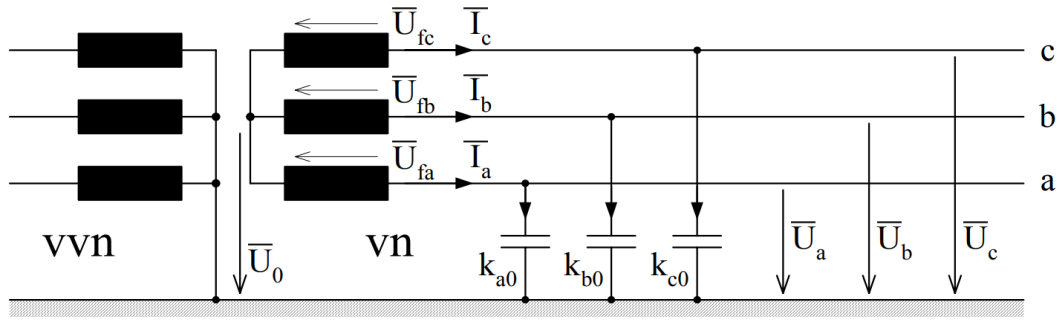 U̅fc I̅c c
U̅fb I̅b b
U̅fa I̅a a
vvn U̅0 vn ka0 kb0 kc0 U̅a U̅b U̅c